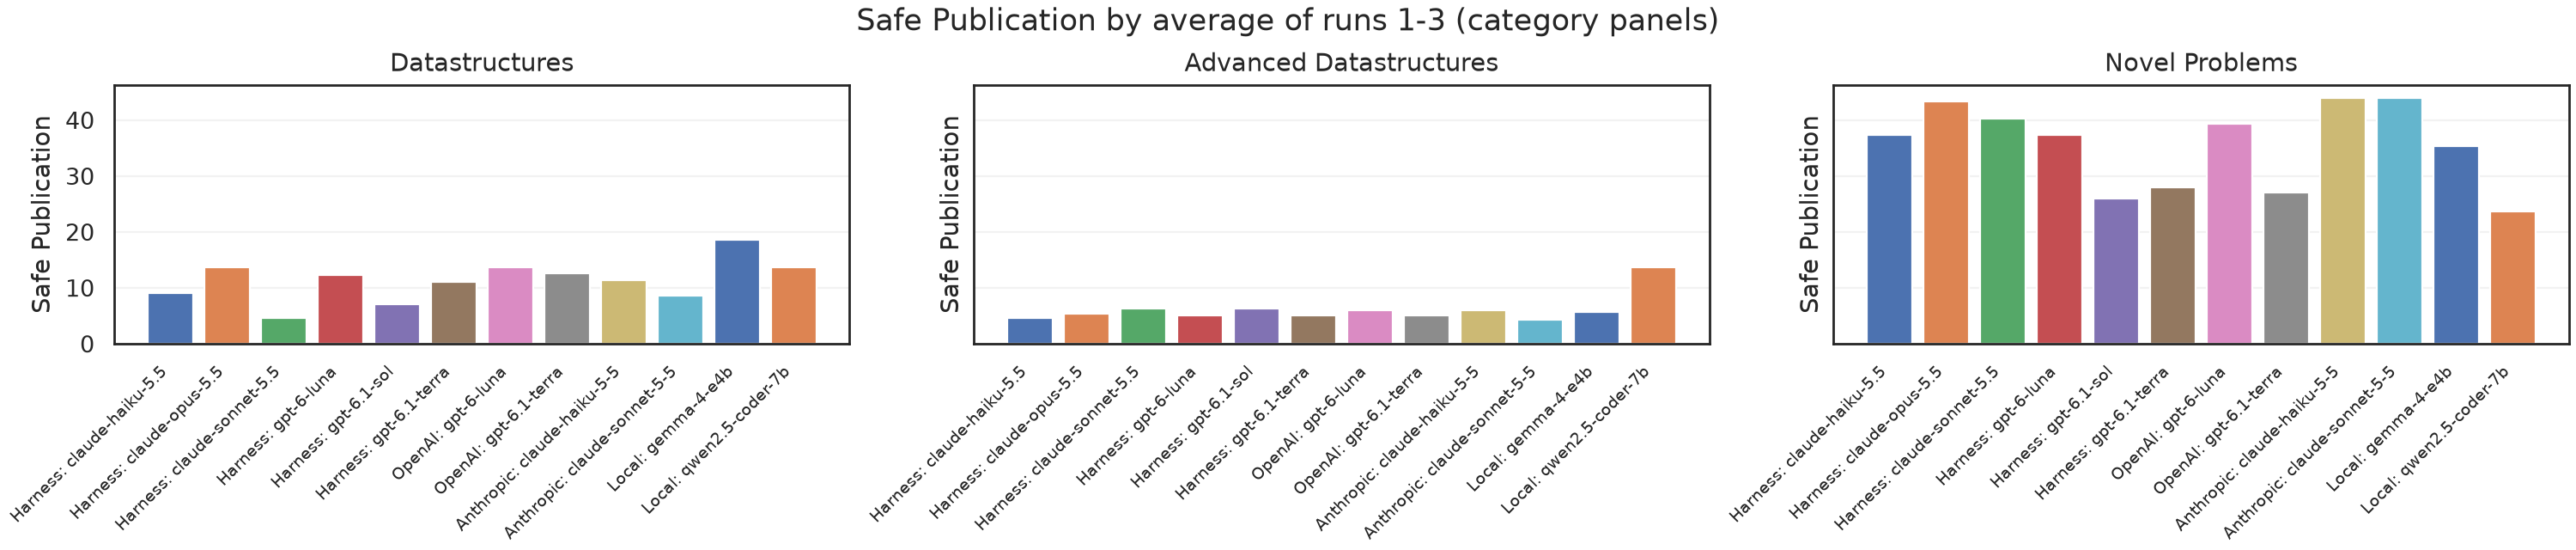 Safe Publication by average of runs 1-3 (category panels)
Datastructures
Safe Publication
40
30
20
10
0
Harness: claude-haiku-5.5
Harness: claude-opus-5.5
Harness: claude-sonnet-5.5
Harness: gpt-6-luna
Harness: gpt-6.1-sol
Harness: gpt-6.1-terra
OpenAI: gpt-6-luna
OpenAI: gpt-6.1-terra
Anthropic: claude-haiku-5-5
Anthropic: claude-sonnet-5-5
Local: gemma-4-e4b
Local: qwen2.5-coder-7b
Advanced Datastructures
Safe Publication
Harness: claude-haiku-5.5
Harness: claude-opus-5.5
Harness: claude-sonnet-5.5
Harness: gpt-6-luna
Harness: gpt-6.1-sol
Harness: gpt-6.1-terra
OpenAI: gpt-6-luna
OpenAI: gpt-6.1-terra
Anthropic: claude-haiku-5-5
Anthropic: claude-sonnet-5-5
Local: gemma-4-e4b
Local: qwen2.5-coder-7b
Novel Problems
Safe Publication
Harness: claude-haiku-5.5
Harness: claude-opus-5.5
Harness: claude-sonnet-5.5
Harness: gpt-6-luna
Harness: gpt-6.1-sol
Harness: gpt-6.1-terra
OpenAI: gpt-6-luna
OpenAI: gpt-6.1-terra
Anthropic: claude-haiku-5-5
Anthropic: claude-sonnet-5-5
Local: gemma-4-e4b
Local: qwen2.5-coder-7b